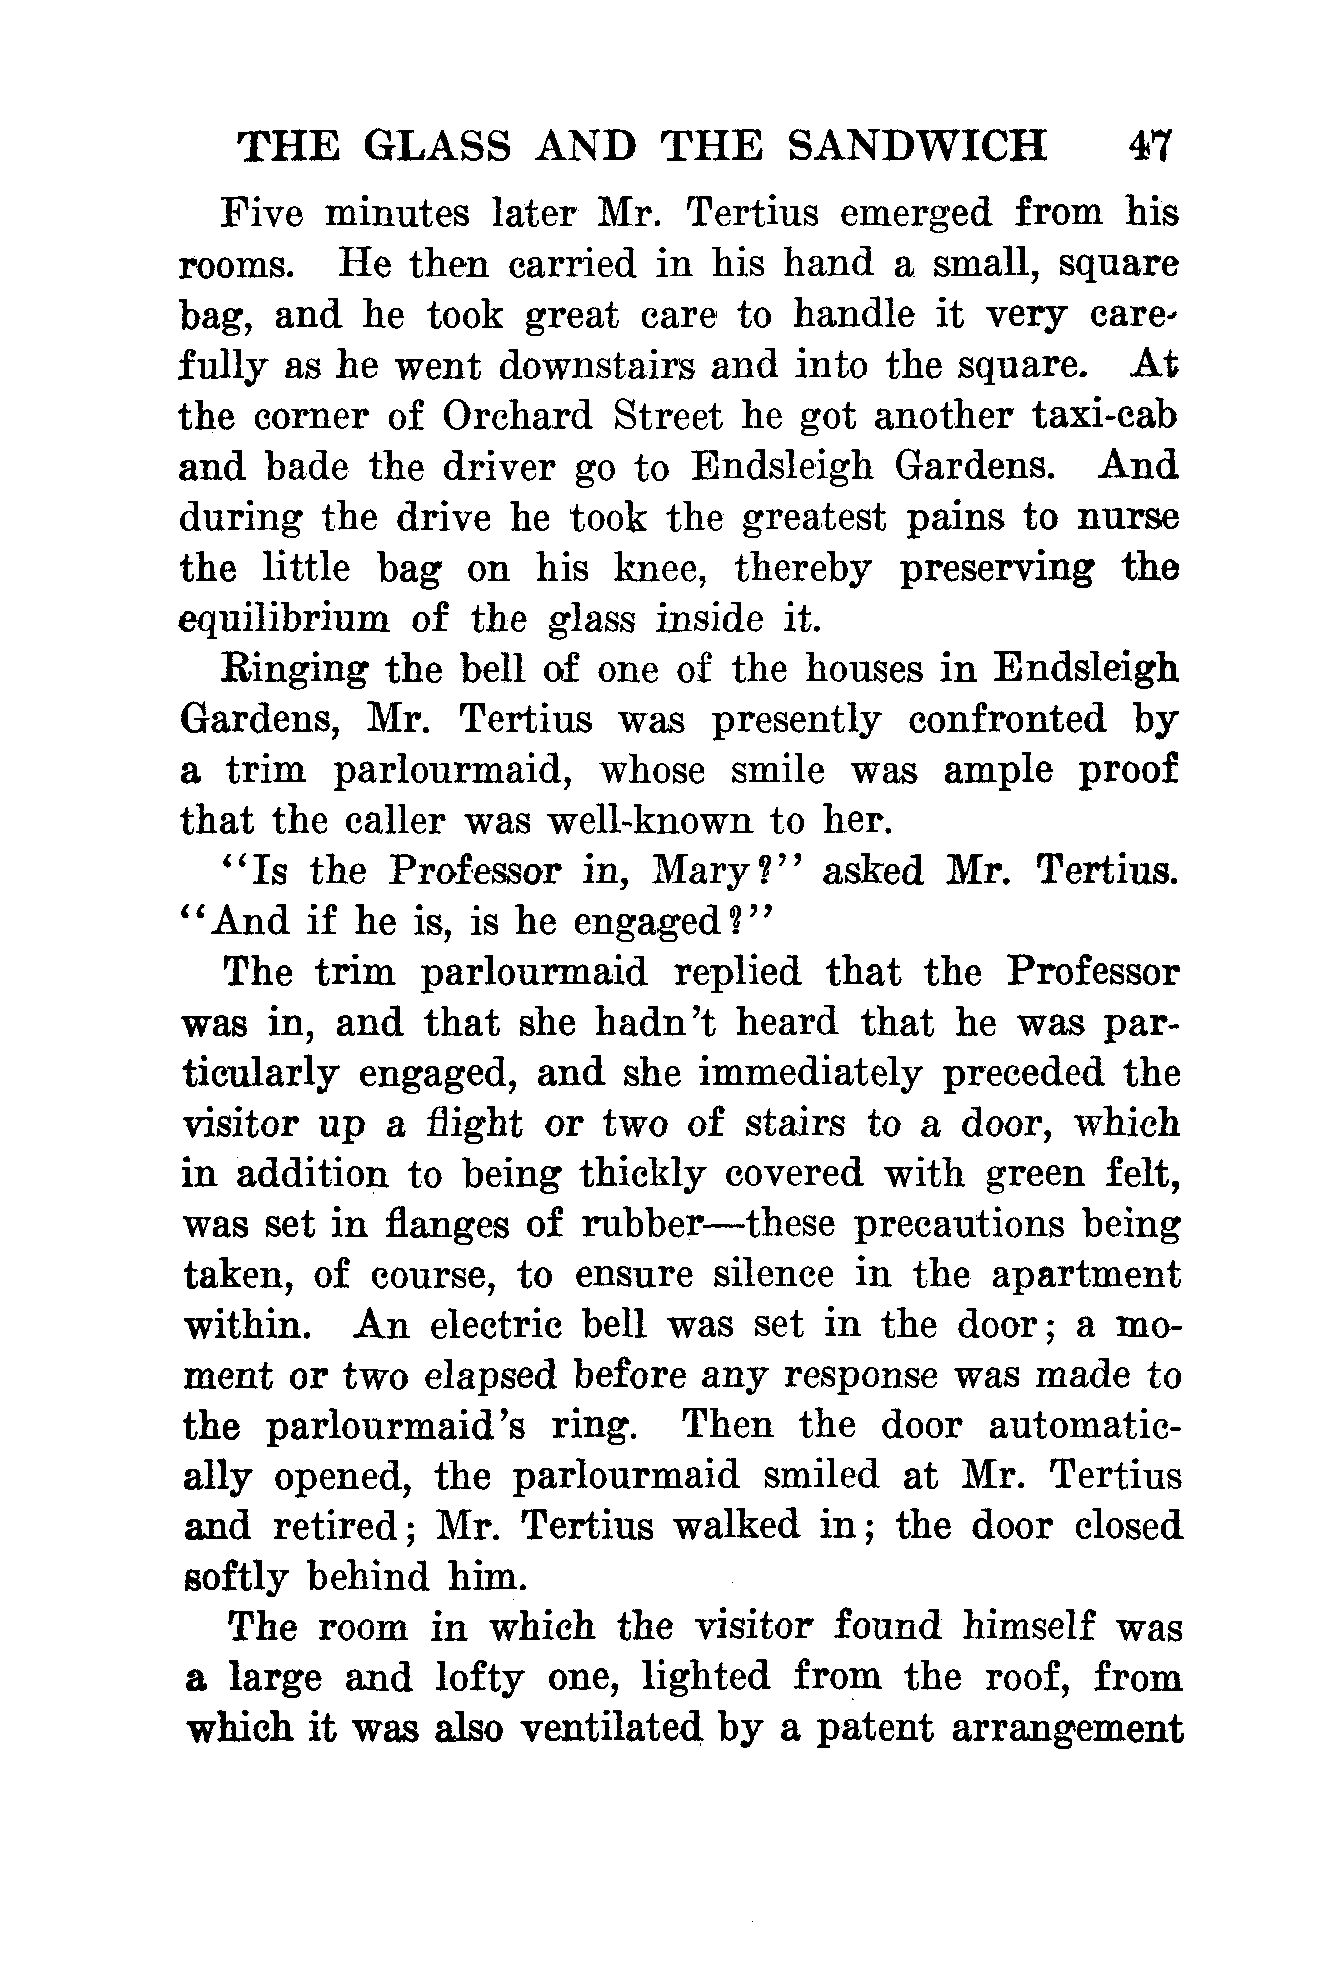 THE GLASS AND THE SANDWICH 47
Five minutes later Mr. Tertius emerged from his
rooms. He then carried in his hand a small, square
bag, and he took great care to handle it very care-
fully as he went downstairs and into the square. At
the corner of Orchard Street he got another taxi-cab
and bade the driver go to Endsleigh Gardens. And
during the drive he took the greatest pains to nurse
the little bag on his knee, thereby preserving the
equilibrium of the glass inside it.
Ringing the bell of one of the houses in Endsleigh
Gardens, Mr. Tertius was presently confronted by
a trim parlourmaid, whose smile was ample proof
that the caller was well-known to her.
“Is the Professor in, Mary?” asked Mr. Tertius.
“And if he is, is he engaged?”
The trim parlourmaid replied that the Professor
was in, and that she hadn’t heard that he was par-
ticularly engaged, and she immediately preceded the
visitor up a flight or two of stairs to a door, which
in addition to being thickly covered with green felt,
was set in flanges of rubber—these precautions being
taken, of course, to ensure silence in the apartment
within. An electric bell was set in the door; a mo-
ment or two elapsed before any response was made to
the parlourmaid’s ring. Then the door automatic-
ally opened, the parlourmaid smiled at Mr. Tertius
and retired; Mr. Tertius walked in; the door closed
softly behind him.
The room in which the visitor found himself was
a large and lofty one, lighted from the roof, from
which it was also ventilated by a patent arrangement